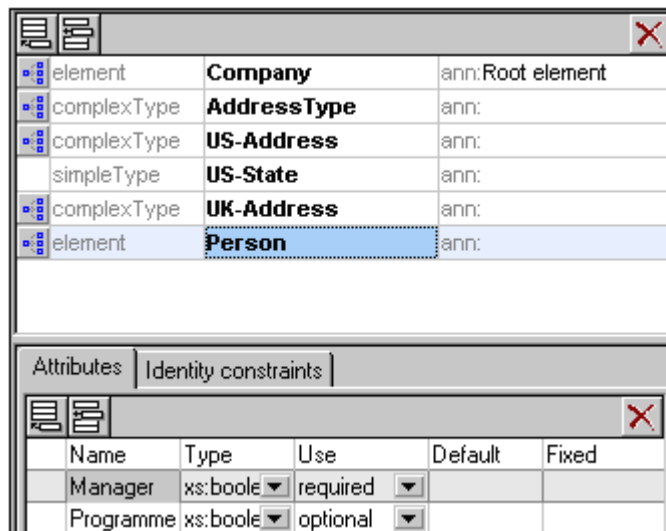 element Company ann:Root element
complexType AddressType ann:
complexType US-Address ann:
simpleType US-State ann:
complexType UK-Address ann:
element Person ann:
Attributes Identity constraints
Name Type Use Default Fixed
Manager xs:boole required
Programme xs:boole optional